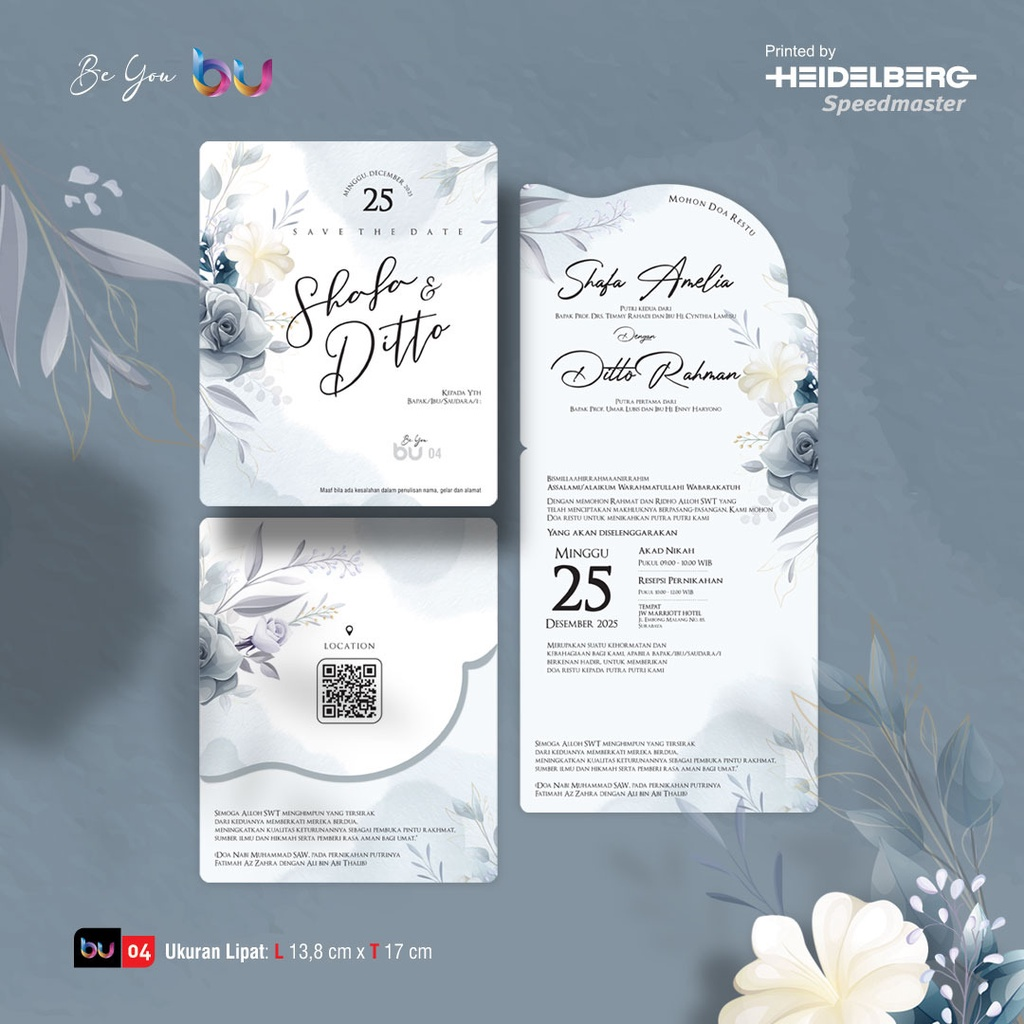 Be You bu
Printed by
HEIDELBERG
Speedmaster
MINGGU, DECEMBER, 2025
25
SAVE THE DATE
Shafa &
Ditto
KEPADA YTH
BAPAK/IBU/SAUDARA/I :
Be You
bu 04
Maaf bila ada kesalahan dalam penulisan nama, gelar dan alamat
MOHON DOA RESTU
Shafa Amelia
PUTRI KEDUA DARI
BAPAK PROF. DRS. TEMMY RAHADI DAN IBU HJ. CYNTHIA LAMUSU
Dengan
Ditto Rahman
PUTRA PERTAMA DARI
BAPAK PROF. UMAR LUBIS DAN IBU HJ. ENNY HARYONO
BISMILLAAHIRRAHMAANIRRAHIM
ASSALAMU'ALAIKUM WARAHMATULLAHI WABARAKATUH
DENGAN MEMOHON RAHMAT DAN RIDHO ALLOH SWT YANG
TELAH MENCIPTAKAN MAKHLUKNYA BERPASANG-PASANGAN, KAMI MOHON
DOA RESTU UNTUK MENIKAHKAN PUTRA PUTRI KAMI
YANG AKAN DISELENGGARAKAN
MINGGU
25
DESEMBER 2025
AKAD NIKAH
PUKUL 09.00 - 10.00 WIB
RESEPSI PERNIKAHAN
PUKUL 10.00 - 12.00 WIB
TEMPAT
JW MARRIOTT HOTEL
JL. EMBONG MALANG NO. 85
SURABAYA
MERUPAKAN SUATU KEHORMATAN DAN
KEBAHAGIAAN BAGI KAMI, APABILA BAPAK/IBU/SAUDARA/I
BERKENAN HADIR, UNTUK MEMBERIKAN
DOA RESTU KEPADA PUTRA PUTRI KAMI
SEMOGA ALLOH SWT MENGHIMPUN YANG TERSERAK
DARI KEDUANYA MEMBERKATI MEREKA BERDUA,
MENINGKATKAN KUALITAS KETURUNANNYA SEBAGAI PEMBUKA PINTU RAKHMAT,
SUMBER ILMU DAN HIKMAH SERTA PEMBERI RASA AMAN BAGI UMAT."
(DOA NABI MUHAMMAD SAW, PADA PERNIKAHAN PUTRINYA
FATIMAH AZ ZAHRA DENGAN ALI BIN ABI THALIB)
LOCATION
SEMOGA ALLOH SWT MENGHIMPUN YANG TERSERAK
DARI KEDUANYA MEMBERKATI MEREKA BERDUA,
MENINGKATKAN KUALITAS KETURUNANNYA SEBAGAI PEMBUKA PINTU RAKHMAT,
SUMBER ILMU DAN HIKMAH SERTA PEMBERI RASA AMAN BAGI UMAT."
(DOA NABI MUHAMMAD SAW, PADA PERNIKAHAN PUTRINYA
FATIMAH AZ ZAHRA DENGAN ALI BIN ABI THALIB)
bu 04 Ukuran Lipat: L 13,8 cm x T 17 cm